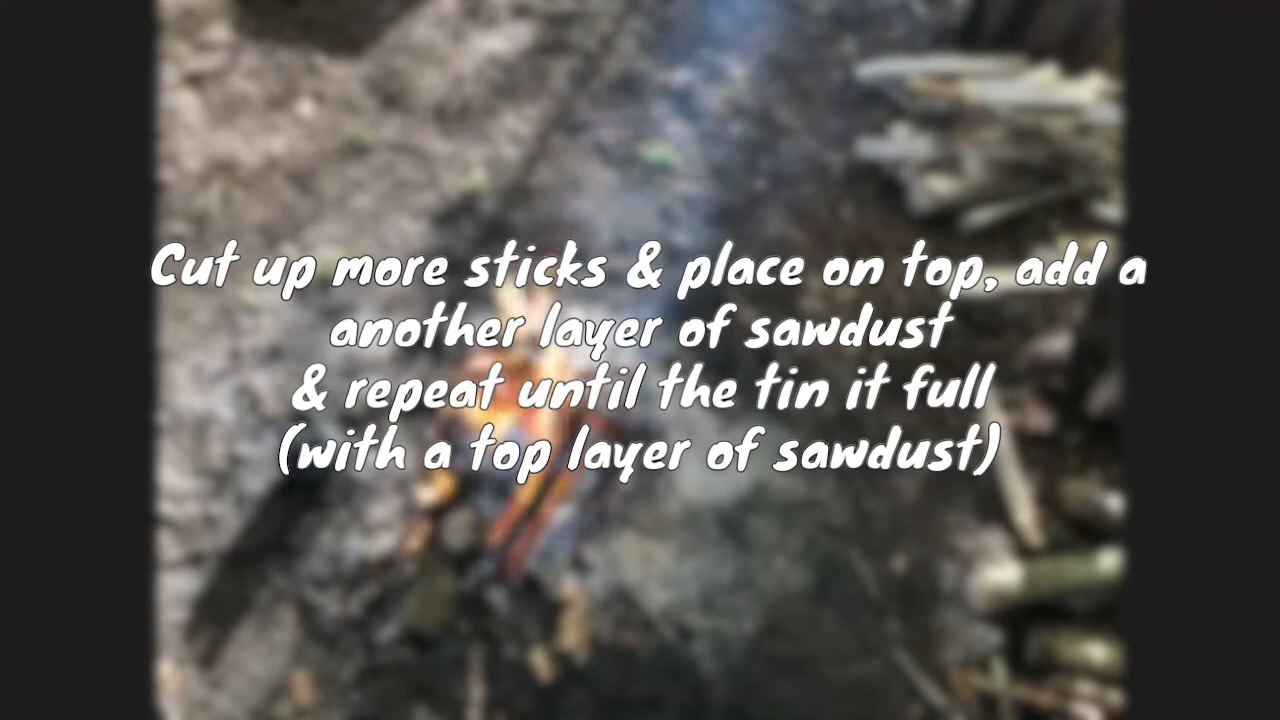 Cut up more sticks & place on top, add a
another layer of sawdust
& repeat until the tin it full
(with a top layer of sawdust)